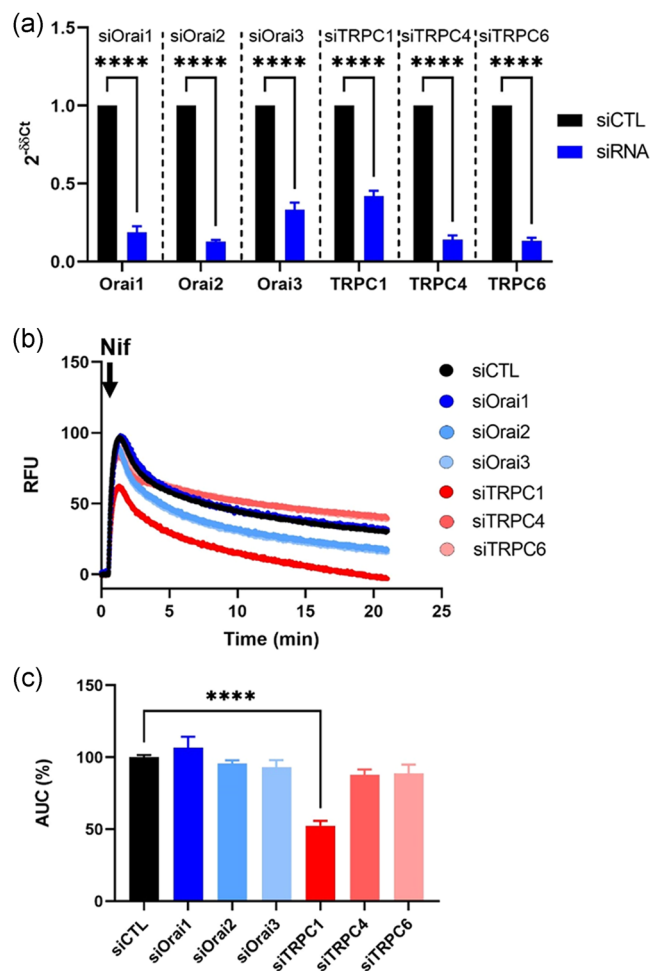 (a)
1.5
siOrai1 siOrai2 siOrai3 siTRPC1 siTRPC4 siTRPC6
**** **** **** **** **** ****
1.0
0.5
0.0
2^-δδCt
siCTL
siRNA
Orai1 Orai2 Orai3 TRPC1 TRPC4 TRPC6
(b)
Nif
150
100
50
0
RFU
0 5 10 15 20 25
Time (min)
siCTL
siOrai1
siOrai2
siOrai3
siTRPC1
siTRPC4
siTRPC6
(c)
150
100
50
0
AUC (%)
****
siCTL siOrai1 siOrai2 siOrai3 siTRPC1 siTRPC4 siTRPC6